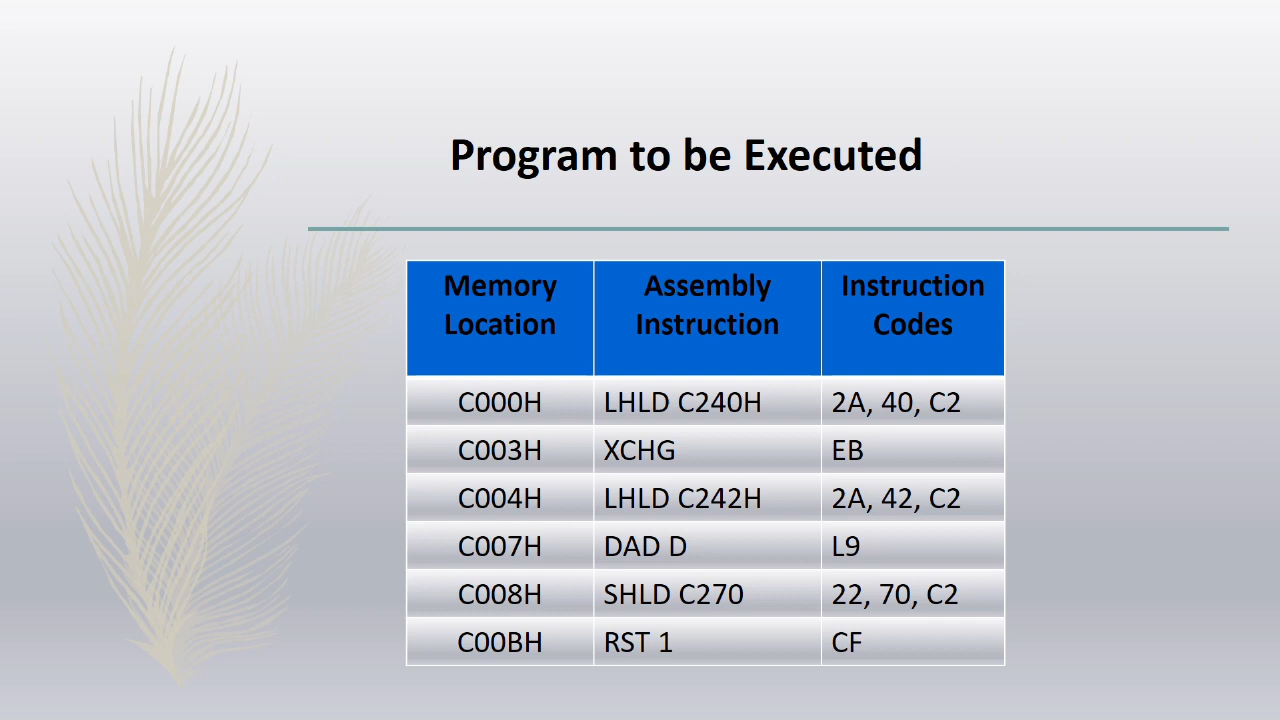 Program to be Executed
Memory Location Assembly Instruction Instruction Codes
C000H LHLD C240H 2A, 40, C2
C003H XCHG EB
C004H LHLD C242H 2A, 42, C2
C007H DAD D L9
C008H SHLD C270 22, 70, C2
C00BH RST 1 CF